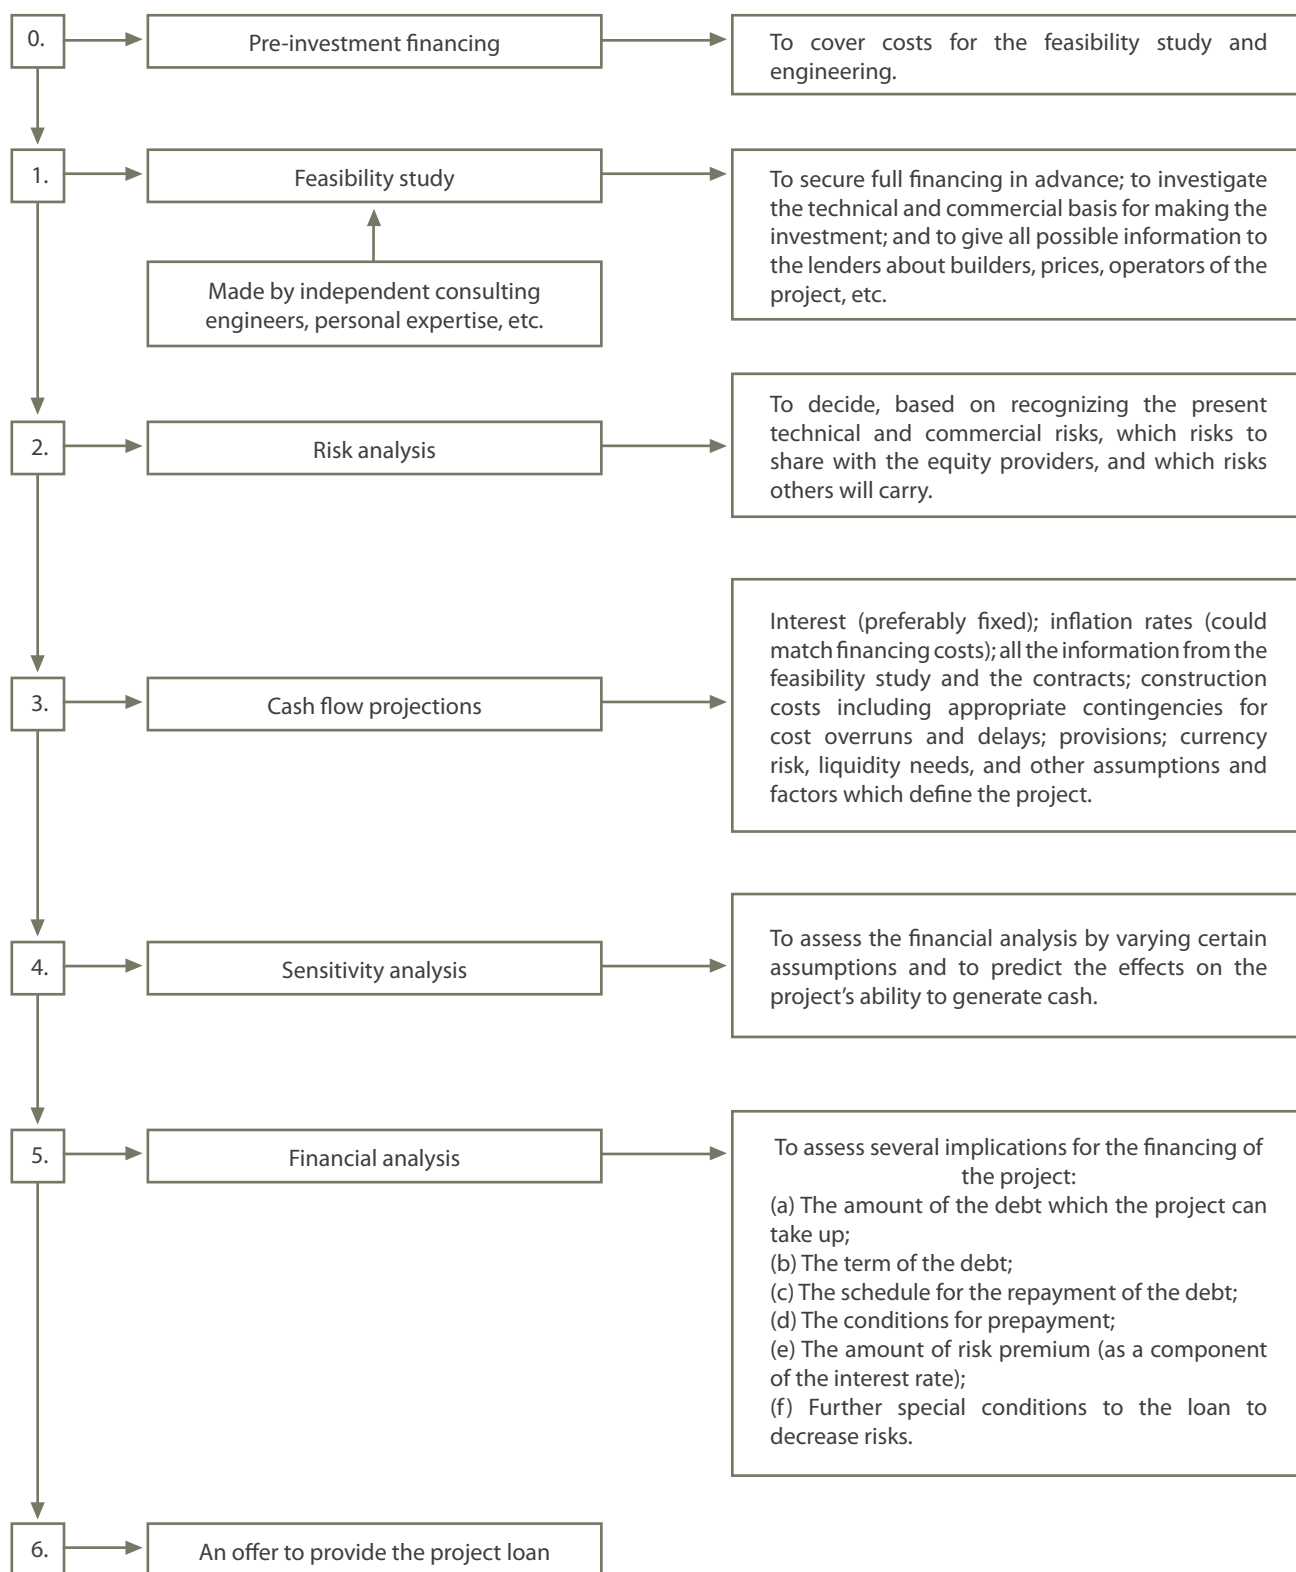 0.
Pre-investment financing
To cover costs for the feasibility study and
engineering.
1.
Feasibility study
To secure full financing in advance; to investigate
the technical and commercial basis for making the
investment; and to give all possible information to
the lenders about builders, prices, operators of the
project, etc.
Made by independent consulting
engineers, personal expertise, etc.
2.
Risk analysis
To decide, based on recognizing the present
technical and commercial risks, which risks to
share with the equity providers, and which risks
others will carry.
3.
Cash flow projections
Interest (preferably fixed); inflation rates (could
match financing costs); all the information from the
feasibility study and the contracts; construction
costs including appropriate contingencies for
cost overruns and delays; provisions; currency
risk, liquidity needs, and other assumptions and
factors which define the project.
4.
Sensitivity analysis
To assess the financial analysis by varying certain
assumptions and to predict the effects on the
project’s ability to generate cash.
5.
Financial analysis
To assess several implications for the financing of
the project:
(a) The amount of the debt which the project can
take up;
(b) The term of the debt;
(c) The schedule for the repayment of the debt;
(d) The conditions for prepayment;
(e) The amount of risk premium (as a component
of the interest rate);
(f) Further special conditions to the loan to
decrease risks.
6.
An offer to provide the project loan